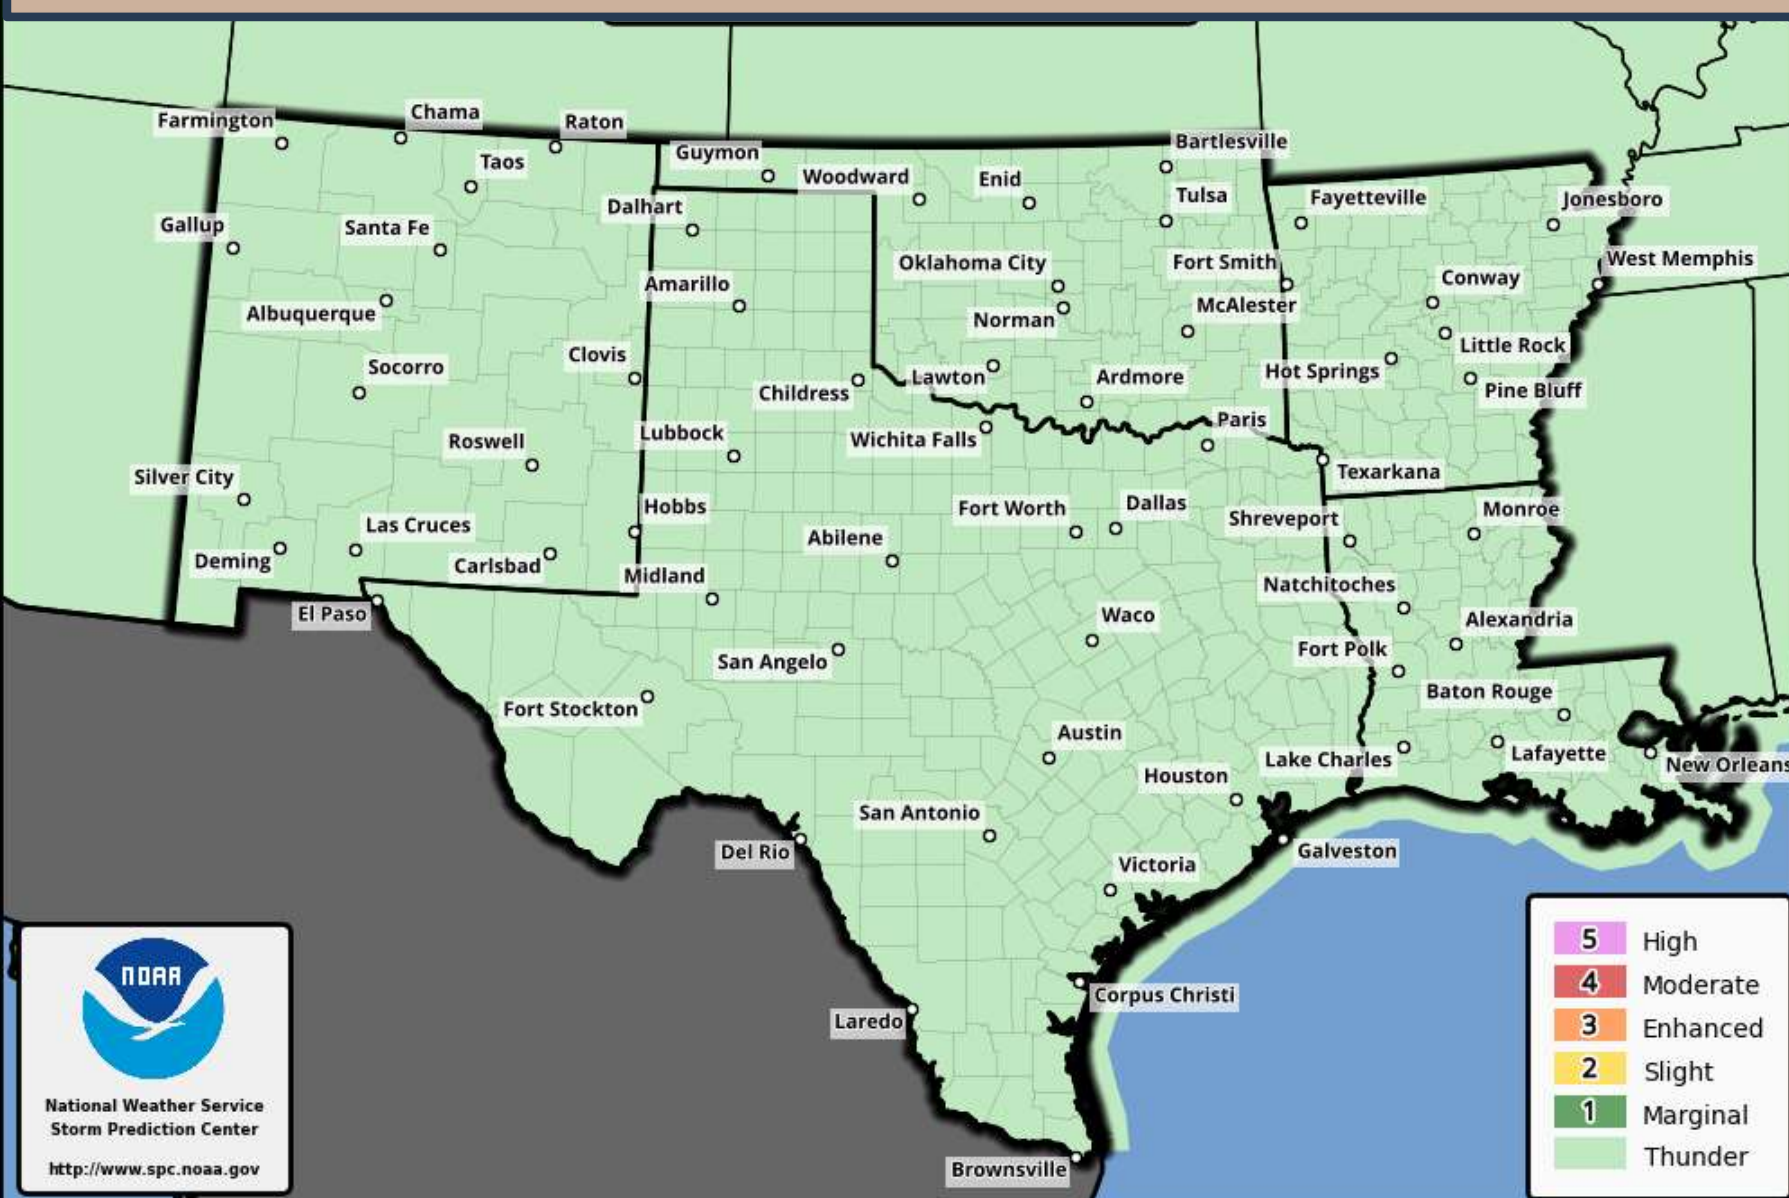 Farmington
Chama
Raton
Taos
Guymon
Woodward
Enid
Bartlesville
Tulsa
Fayetteville
Jonesboro
Gallup
Santa Fe
Dalhart
Oklahoma City
Fort Smith
West Memphis
Conway
Amarillo
Albuquerque
Norman
McAlester
Little Rock
Socorro
Clovis
Childress
Lawton
Ardmore
Hot Springs
Pine Bluff
Roswell
Lubbock
Wichita Falls
Paris
Texarkana
Silver City
Hobbs
Fort Worth
Dallas
Shreveport
Monroe
Las Cruces
Abilene
Deming
Carlsbad
Midland
Natchitoches
El Paso
Waco
Alexandria
San Angelo
Fort Polk
Fort Stockton
Baton Rouge
Austin
Lake Charles
Lafayette
New Orleans
Houston
San Antonio
Del Rio
Victoria
Galveston
Corpus Christi
Laredo
Brownsville
NOAA
National Weather Service
Storm Prediction Center
http://www.spc.noaa.gov
5 High
4 Moderate
3 Enhanced
2 Slight
1 Marginal
Thunder